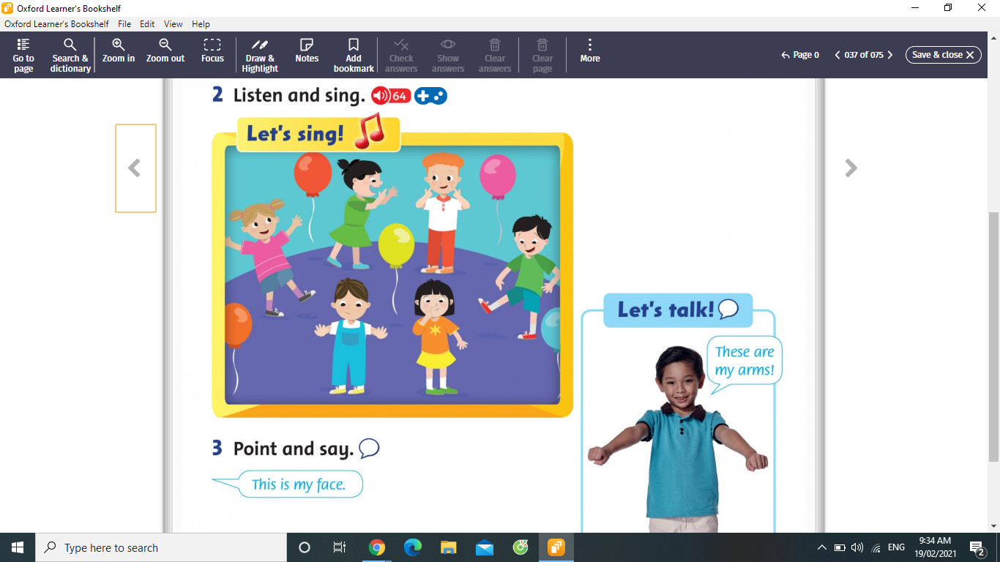 Oxford Learner's Bookshelf
Oxford Learner's Bookshelf File Edit View Help
Go to page
Search & dictionary
Zoom in
Zoom out
Focus
Draw & Highlight
Notes
Add bookmark
Check answers
Show answers
Clear answers
Clear page
More
Page 0
037 of 075
Save & close
2 Listen and sing. 64
Let's sing!
Let's talk!
These are
my arms!
3 Point and say.
This is my face.
Type here to search
ENG
9:34 AM
19/02/2021
2